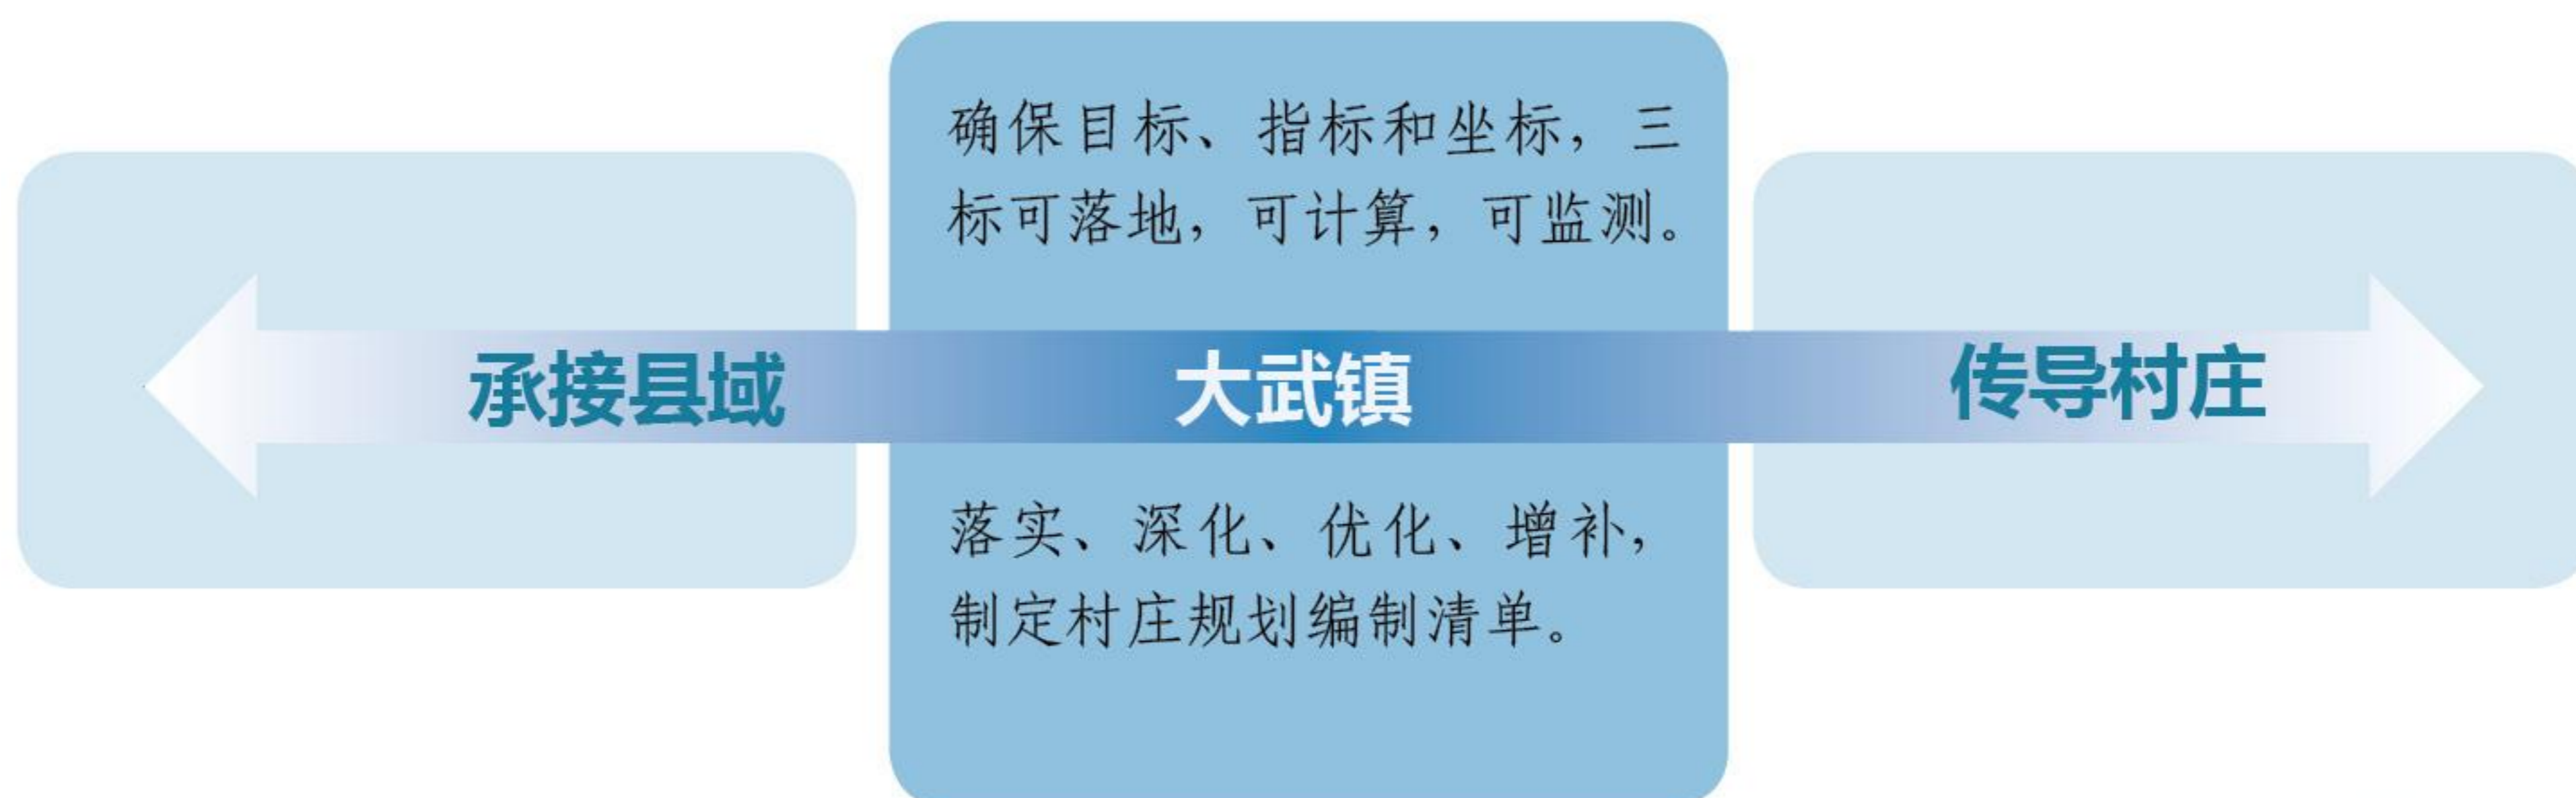 确保目标、指标和坐标，三
标可落地，可计算，可监测。
承接县域
大武镇
传导村庄
落实、深化、优化、增补，
制定村庄规划编制清单。